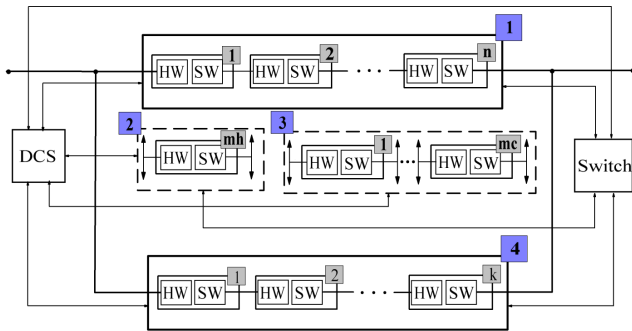 1
1 2 n
HW SW HW SW . . . HW SW
2 3
mh 1 mc
DCS HW SW HW SW ... HW SW Switch
4
1 2 k
HW SW HW SW . . . HW SW